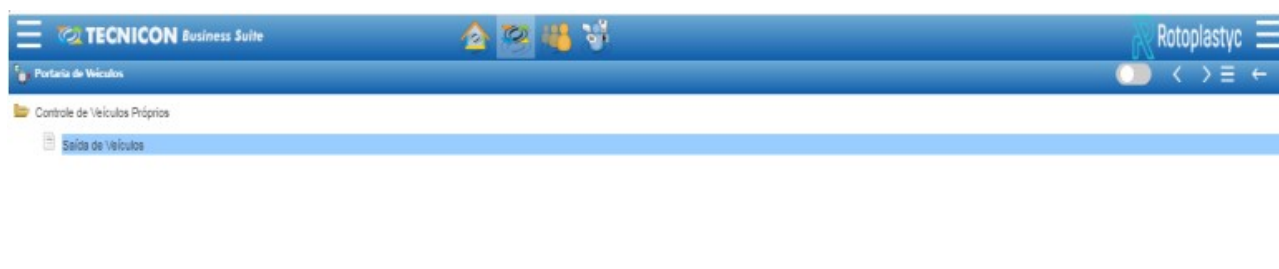 TECNICON Business Suite
Rotoplastyc
Portaria de Veículos
Controle de Veículos Próprios
Saída de Veículos